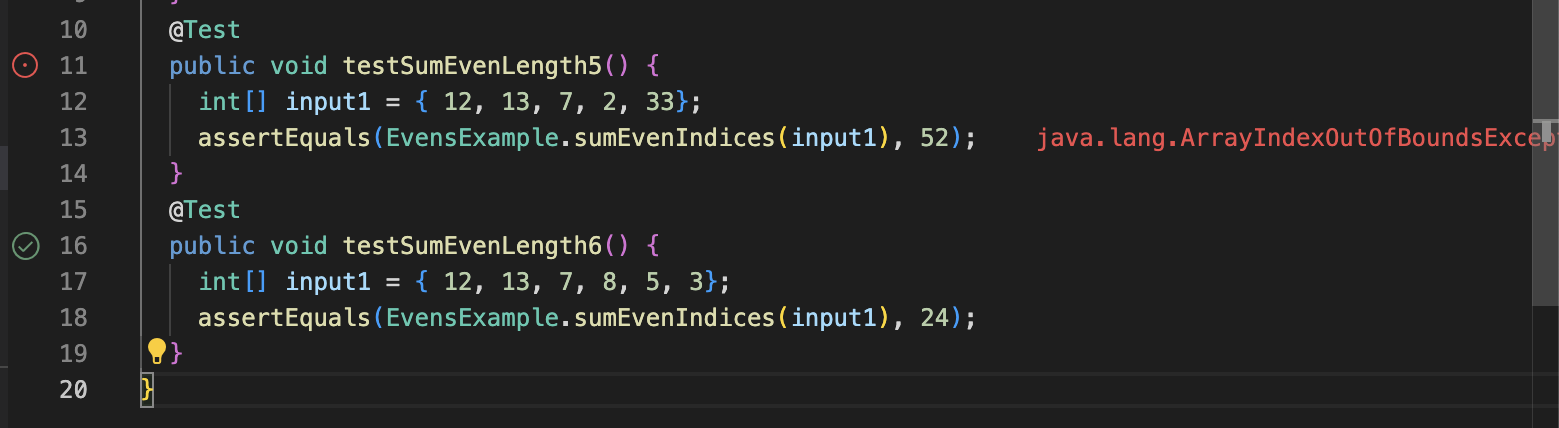 10 @Test
11 public void testSumEvenLength5() {
12 int[] input1 = { 12, 13, 7, 2, 33};
13 assertEquals(EvensExample.sumEvenIndices(input1), 52); java.lang.ArrayIndexOutOfBoundsExcep
14 }
15 @Test
16 public void testSumEvenLength6() {
17 int[] input1 = { 12, 13, 7, 8, 5, 3};
18 assertEquals(EvensExample.sumEvenIndices(input1), 24);
19 }
20 }